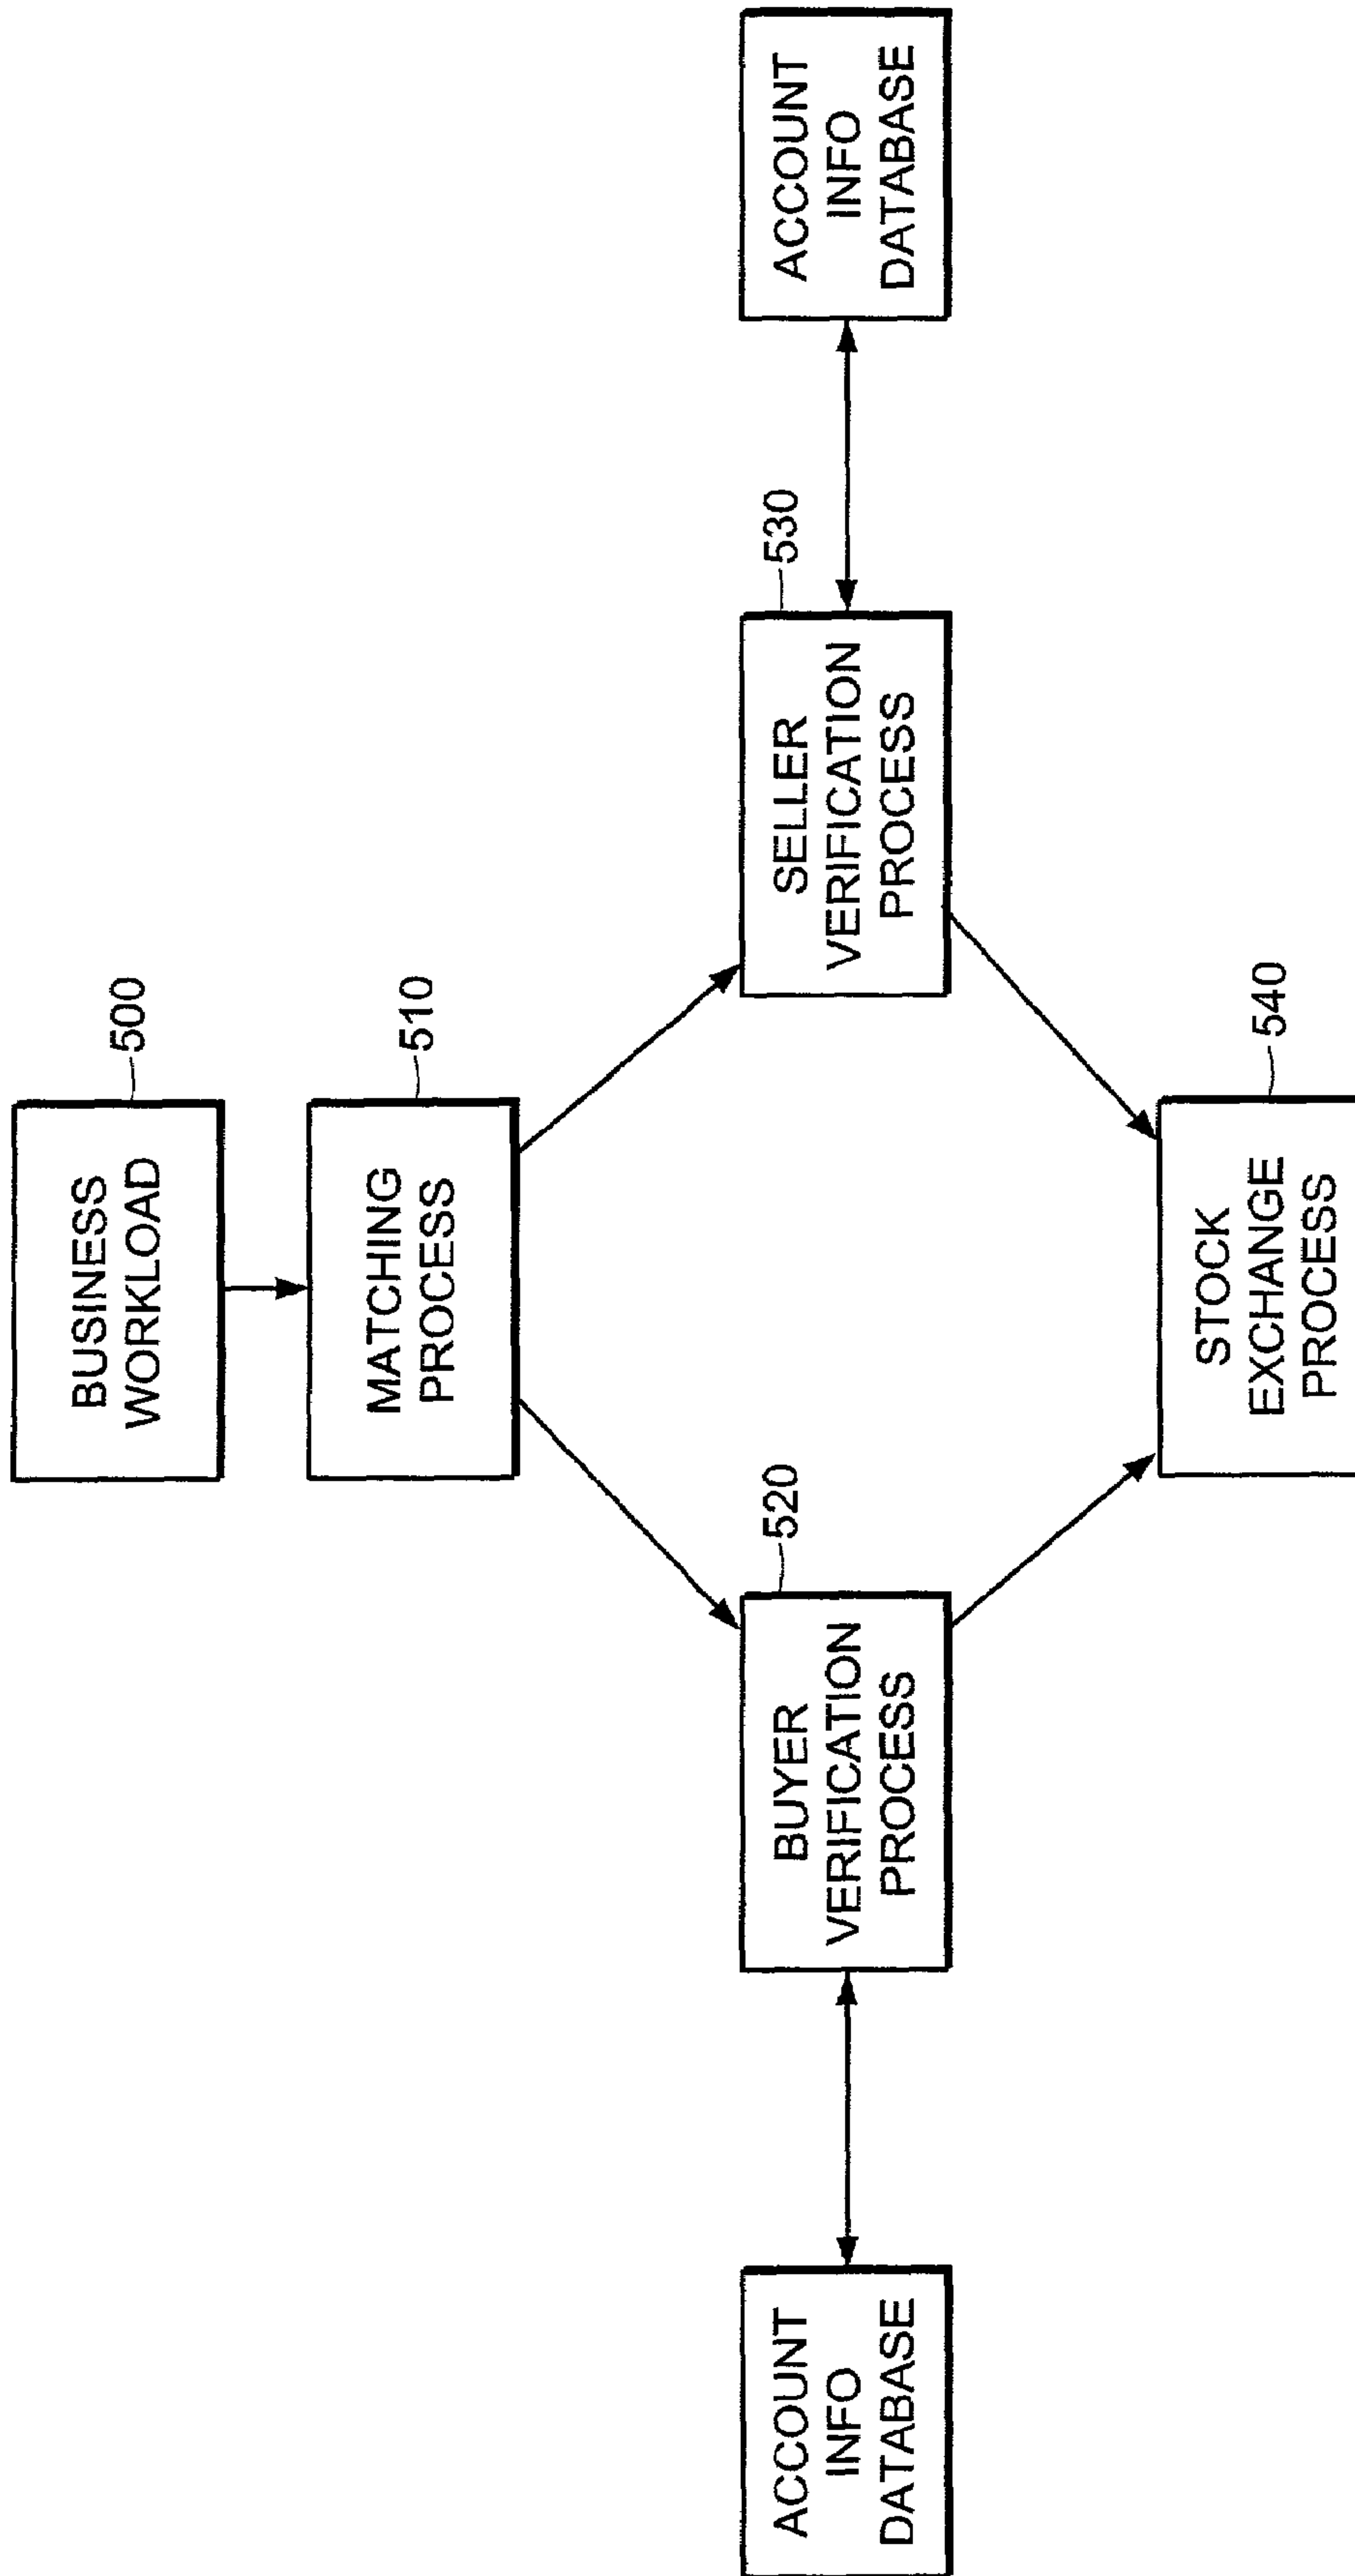 BUSINESS
WORKLOAD
500
MATCHING
PROCESS
510
ACCOUNT
INFO
DATABASE
BUYER
VERIFICATION
PROCESS
520
SELLER
VERIFICATION
PROCESS
530
ACCOUNT
INFO
DATABASE
STOCK
EXCHANGE
PROCESS
540